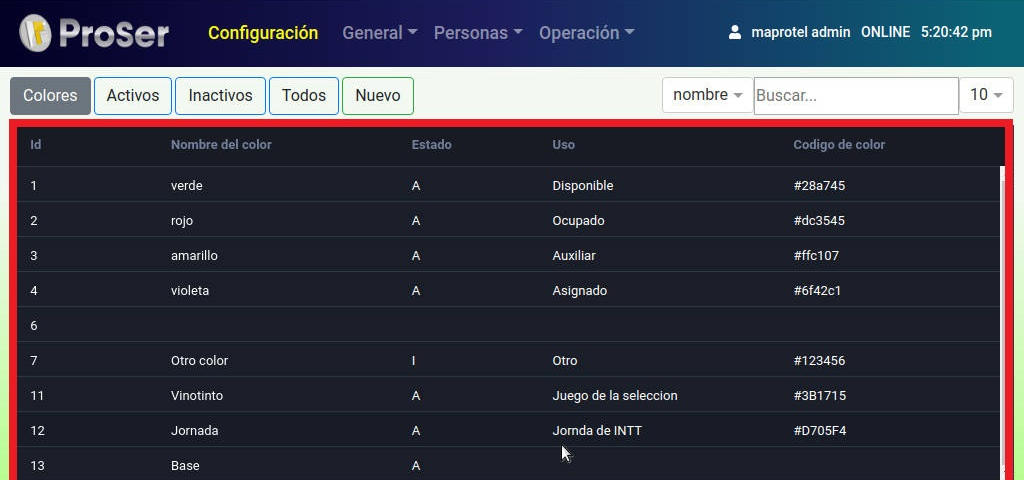 ProSer Configuración General Personas Operación maprotel admin ONLINE 5:20:42 pm
Colores Activos Inactivos Todos Nuevo nombre Buscar... 10
Id Nombre del color Estado Uso Codigo de color
1 verde A Disponible #28a745
2 rojo A Ocupado #dc3545
3 amarillo A Auxiliar #ffc107
4 violeta A Asignado #6f42c1
6
7 Otro color I Otro #123456
11 Vinotinto A Juego de la seleccion #3B1715
12 Jornada A Jornda de INTT #D705F4
13 Base A